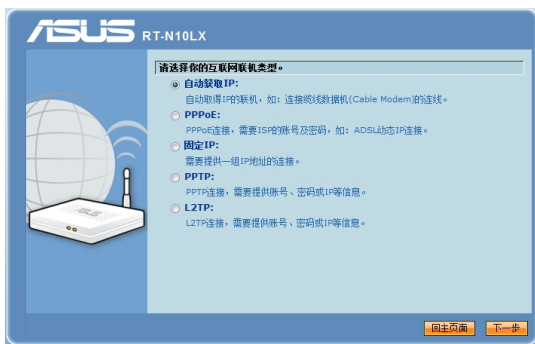 ASUS RT-N10LX
请选择你的互联网联机类型。
自动获取IP:
自动取得IP的联机，如：连接缆线数据机(Cable Modem)的连线。
PPPoE:
PPPoE连接，需要ISP的账号及密码，如：ADSL动态IP连接。
固定IP:
需要提供一组IP地址的连接。
PPTP:
PPTP连接，需要提供账号、密码或IP等信息。
L2TP:
L2TP连接，需要提供账号、密码或IP等信息。
ASUS
回主页面 下一步